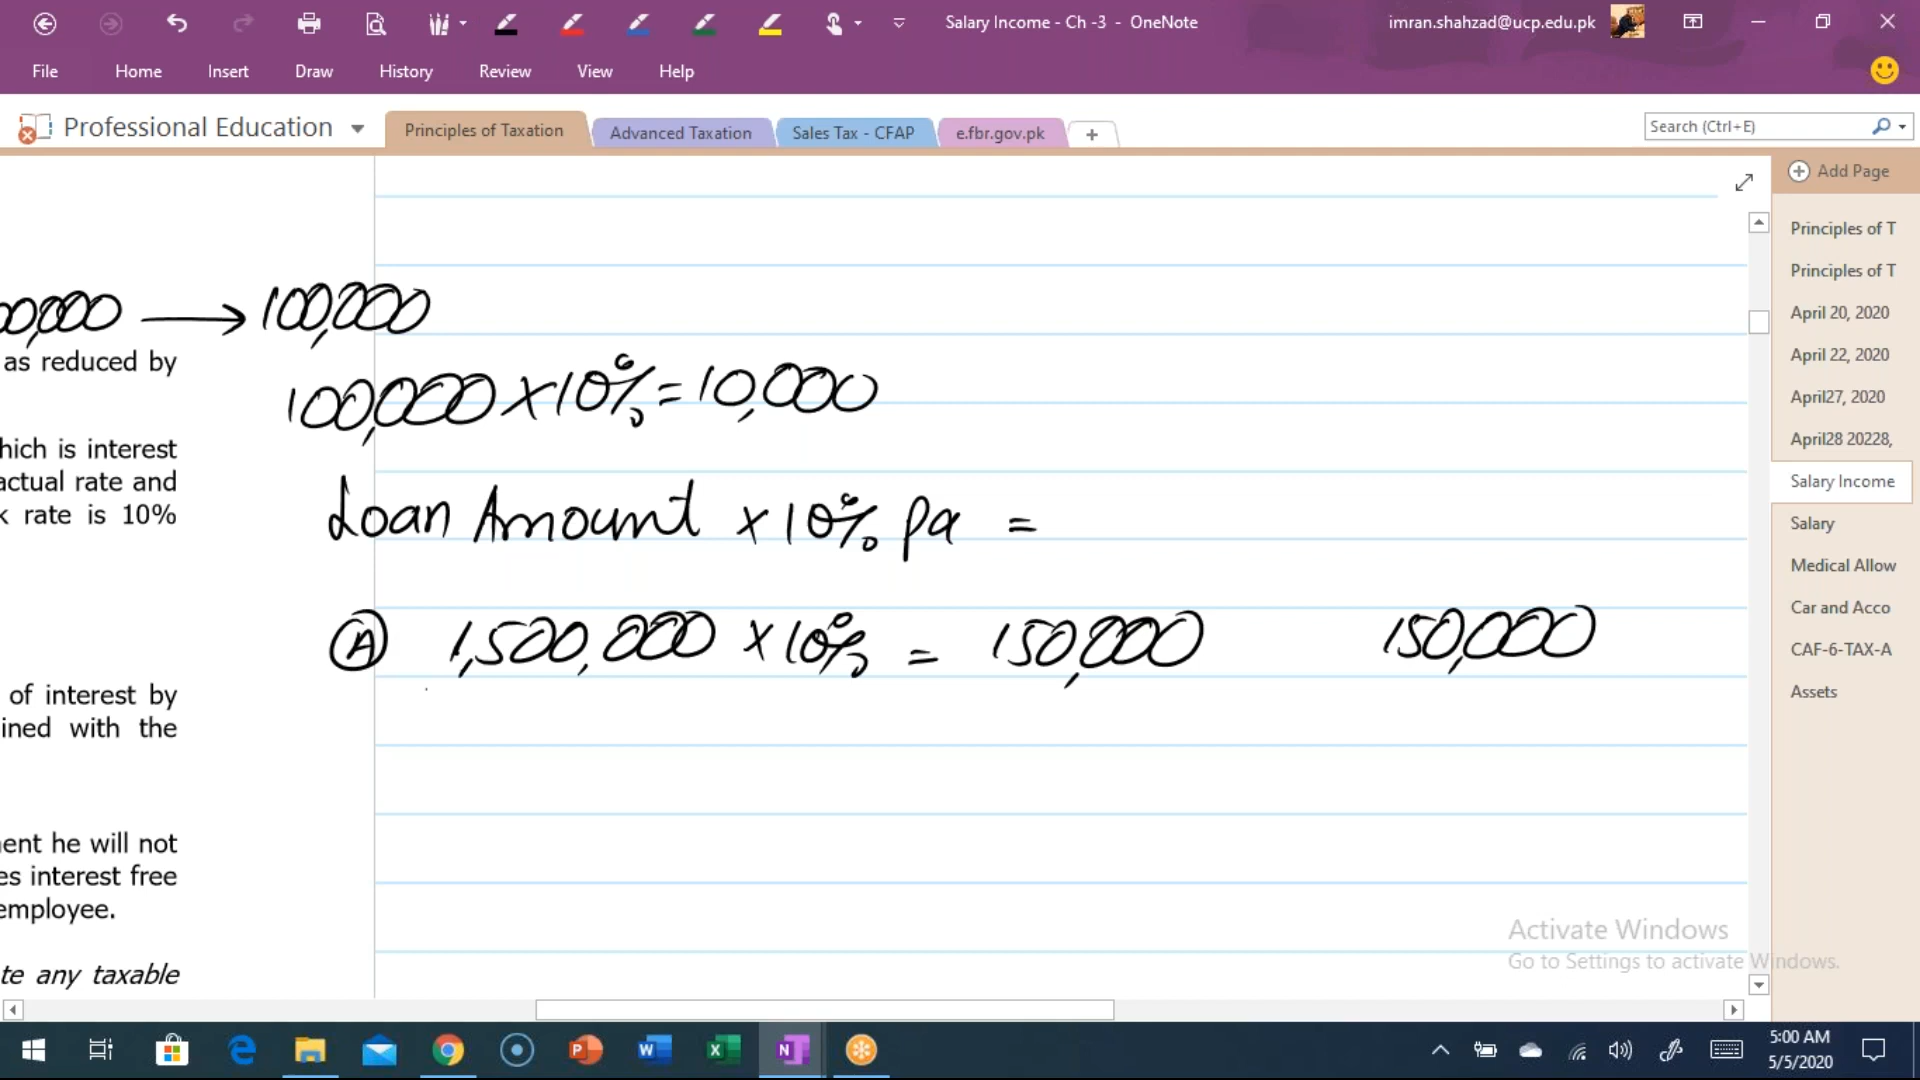 Salary Income - Ch -3 - OneNote
imran.shahzad@ucp.edu.pk
File Home Insert Draw History Review View Help
Professional Education
Principles of Taxation
Advanced Taxation
Sales Tax - CFAP
e.fbr.gov.pk
Search (Ctrl+E)
Add Page
Principles of T
Principles of T
April 20, 2020
April 22, 2020
April27, 2020
April28 20228,
Salary Income
Salary
Medical Allow
Car and Acco
CAF-6-TAX-A
Assets
00,000 → 100,000
as reduced by
100,000 × 10% = 10,000
hich is interest
actual rate and
k rate is 10%
Loan Amount × 10% pa =
A 1,500,000 × 10% = 150,000 150,000
of interest by
ined with the
ent he will not
es interest free
employee.
te any taxable
Activate Windows
Go to Settings to activate Windows.
5:00 AM
5/5/2020